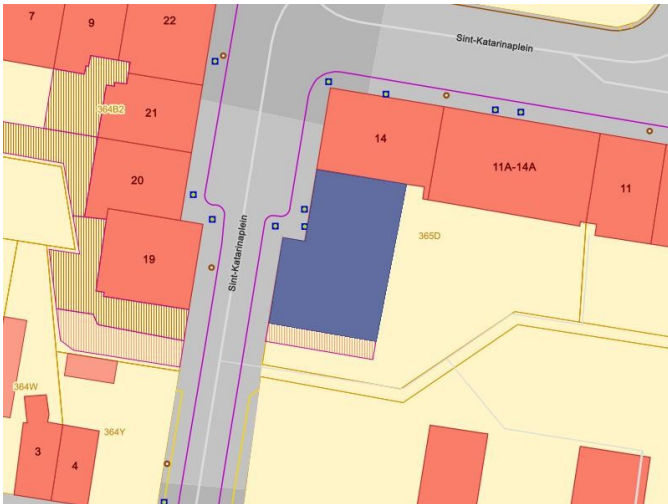 7
9
22
Sint-Katarinaplein
364B2
21
14
11A-14A
11
20
365D
19
Sint-Katarinaplein
364W
364Y
3
4